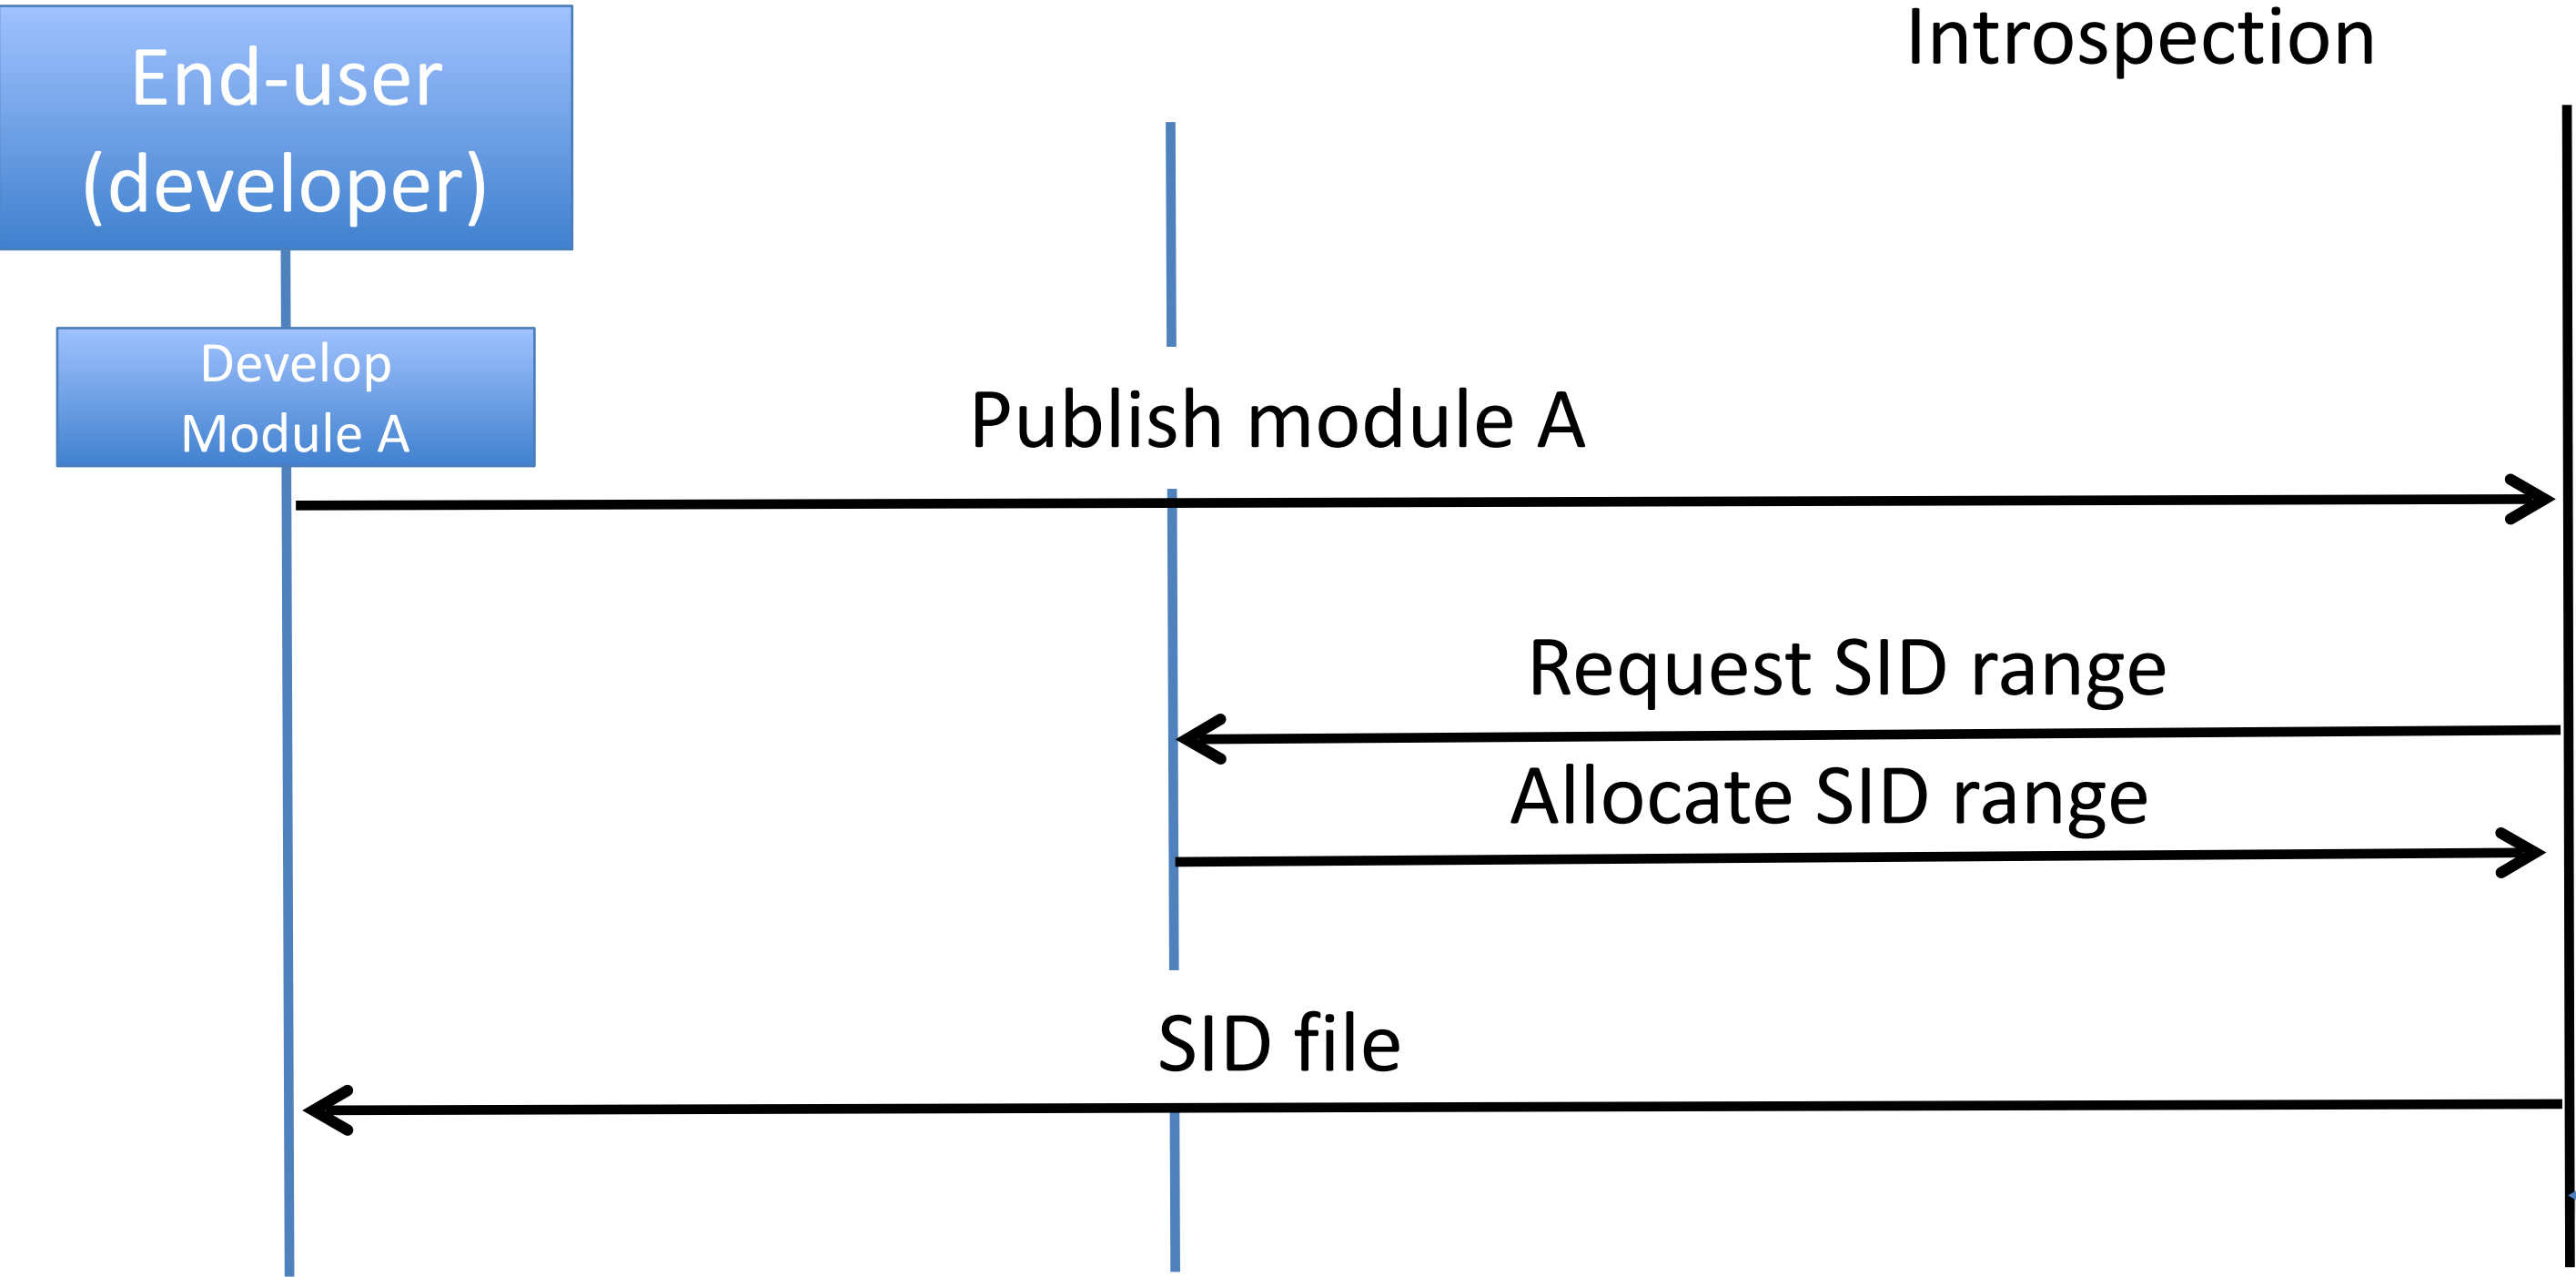 Introspection
End-user
(developer)
Develop
Module A
Publish module A
Request SID range
Allocate SID range
SID file